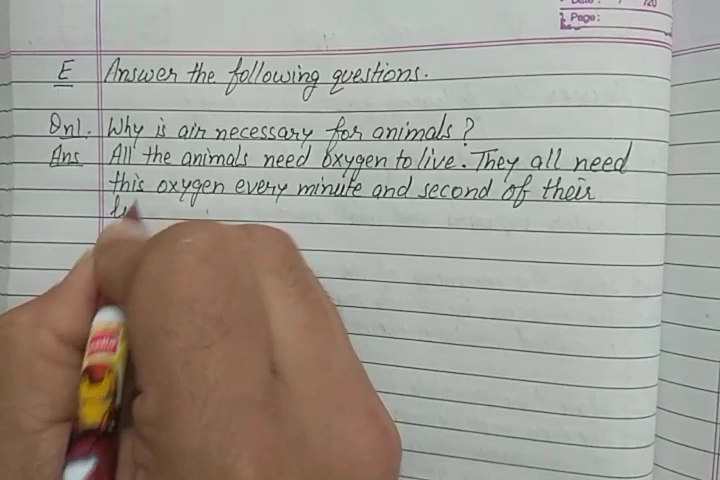 Page:
E Answer the following questions.
Qn1. Why is air necessary for animals?
Ans All the animals need oxygen to live. They all need
this oxygen every minute and second of their